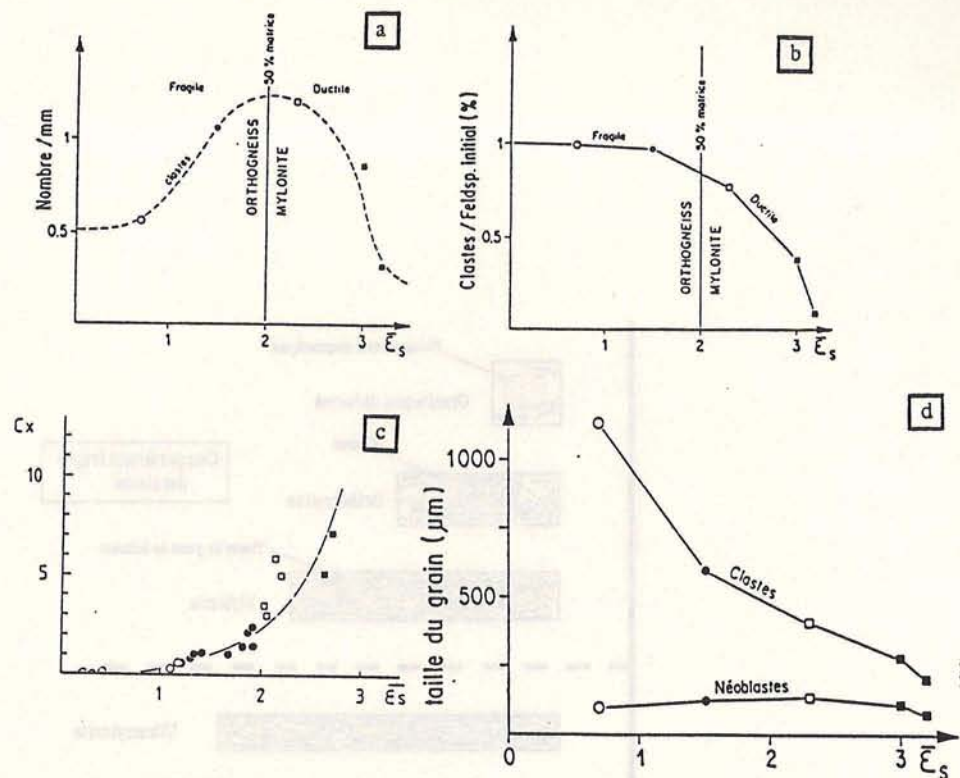 a
Nombre /mm
1
0.5
Fragile
50 % matrice
Ductile
clastes
ORTHOGNEISS
MYLONITE
1 2 3 ε̅s
b
Clastes / Feldsp. initial (%)
1
0.5
Fragile
50 % matrice
Ductile
ORTHOGNEISS
MYLONITE
1 2 3 ε̅s
c
Cx
10
5
1 2 3 ε̅s
d
taille du grain (µm)
1000
500
Clastes
Néoblastes
0 1 2 3 ε̅s